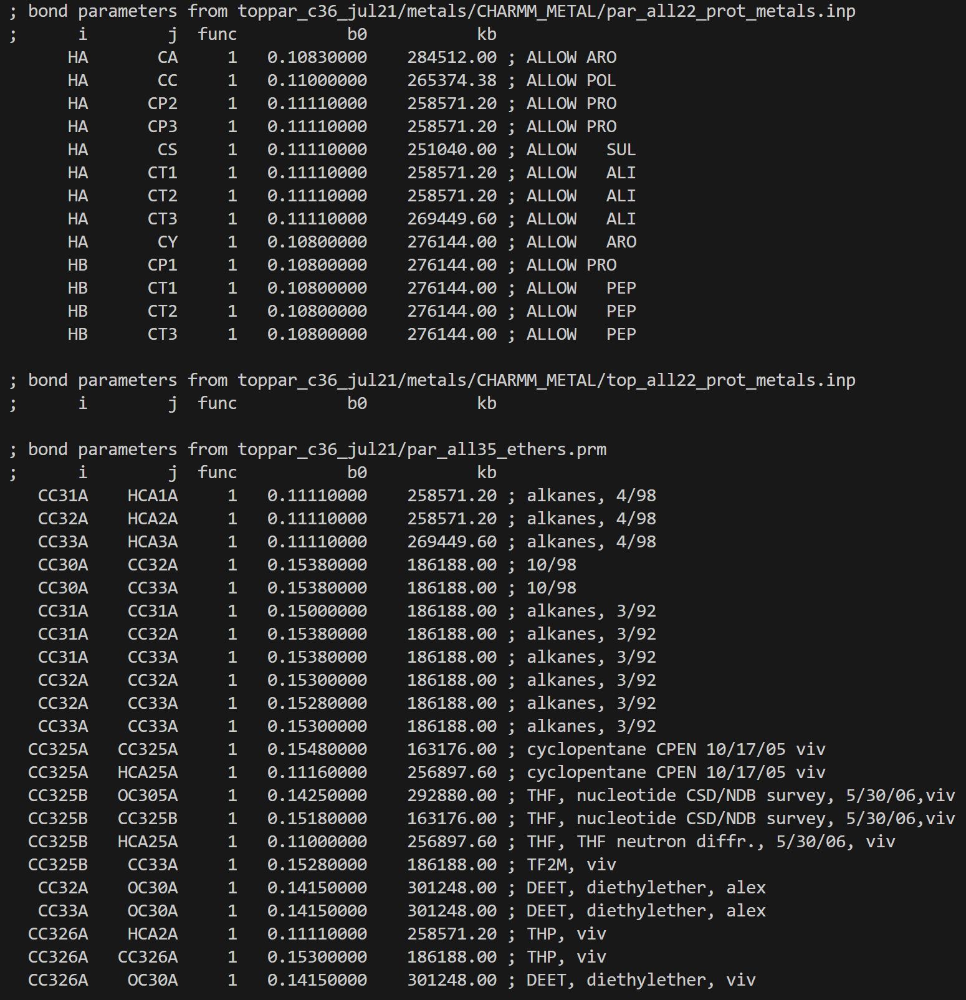 ; bond parameters from toppar_c36_jul21/metals/CHARMM_METAL/par_all22_prot_metals.inp
;      i        j  func           b0           kb
      HA       CA     1   0.10830000    284512.00 ; ALLOW ARO
      HA       CC     1   0.11000000    265374.38 ; ALLOW POL
      HA      CP2     1   0.11110000    258571.20 ; ALLOW PRO
      HA      CP3     1   0.11110000    258571.20 ; ALLOW PRO
      HA       CS     1   0.11110000    251040.00 ; ALLOW   SUL
      HA      CT1     1   0.11110000    258571.20 ; ALLOW   ALI
      HA      CT2     1   0.11110000    258571.20 ; ALLOW   ALI
      HA      CT3     1   0.11110000    269449.60 ; ALLOW   ALI
      HA       CY     1   0.10800000    276144.00 ; ALLOW   ARO
      HB      CP1     1   0.10800000    276144.00 ; ALLOW PRO
      HB      CT1     1   0.10800000    276144.00 ; ALLOW   PEP
      HB      CT2     1   0.10800000    276144.00 ; ALLOW   PEP
      HB      CT3     1   0.10800000    276144.00 ; ALLOW   PEP

; bond parameters from toppar_c36_jul21/metals/CHARMM_METAL/top_all22_prot_metals.inp
;      i        j  func           b0           kb

; bond parameters from toppar_c36_jul21/par_all35_ethers.prm
;      i        j  func           b0           kb
   CC31A    HCA1A     1   0.11110000    258571.20 ; alkanes, 4/98
   CC32A    HCA2A     1   0.11110000    258571.20 ; alkanes, 4/98
   CC33A    HCA3A     1   0.11110000    269449.60 ; alkanes, 4/98
   CC30A    CC32A     1   0.15380000    186188.00 ; 10/98
   CC30A    CC33A     1   0.15380000    186188.00 ; 10/98
   CC31A    CC31A     1   0.15000000    186188.00 ; alkanes, 3/92
   CC31A    CC32A     1   0.15380000    186188.00 ; alkanes, 3/92
   CC31A    CC33A     1   0.15380000    186188.00 ; alkanes, 3/92
   CC32A    CC32A     1   0.15300000    186188.00 ; alkanes, 3/92
   CC32A    CC33A     1   0.15280000    186188.00 ; alkanes, 3/92
   CC33A    CC33A     1   0.15300000    186188.00 ; alkanes, 3/92
  CC325A   CC325A     1   0.15480000    163176.00 ; cyclopentane CPEN 10/17/05 viv
  CC325A   HCA25A     1   0.11160000    256897.60 ; cyclopentane CPEN 10/17/05 viv
  CC325B   OC305A     1   0.14250000    292880.00 ; THF, nucleotide CSD/NDB survey, 5/30/06,viv
  CC325B   CC325B     1   0.15180000    163176.00 ; THF, nucleotide CSD/NDB survey, 5/30/06,viv
  CC325B   HCA25A     1   0.11000000    256897.60 ; THF, THF neutron diffr., 5/30/06, viv
  CC325B    CC33A     1   0.15280000    186188.00 ; TF2M, viv
   CC32A    OC30A     1   0.14150000    301248.00 ; DEET, diethylether, alex
   CC33A    OC30A     1   0.14150000    301248.00 ; DEET, diethylether, alex
  CC326A    HCA2A     1   0.11110000    258571.20 ; THP, viv
  CC326A   CC326A     1   0.15300000    186188.00 ; THP, viv
  CC326A    OC30A     1   0.14150000    301248.00 ; DEET, diethylether, viv